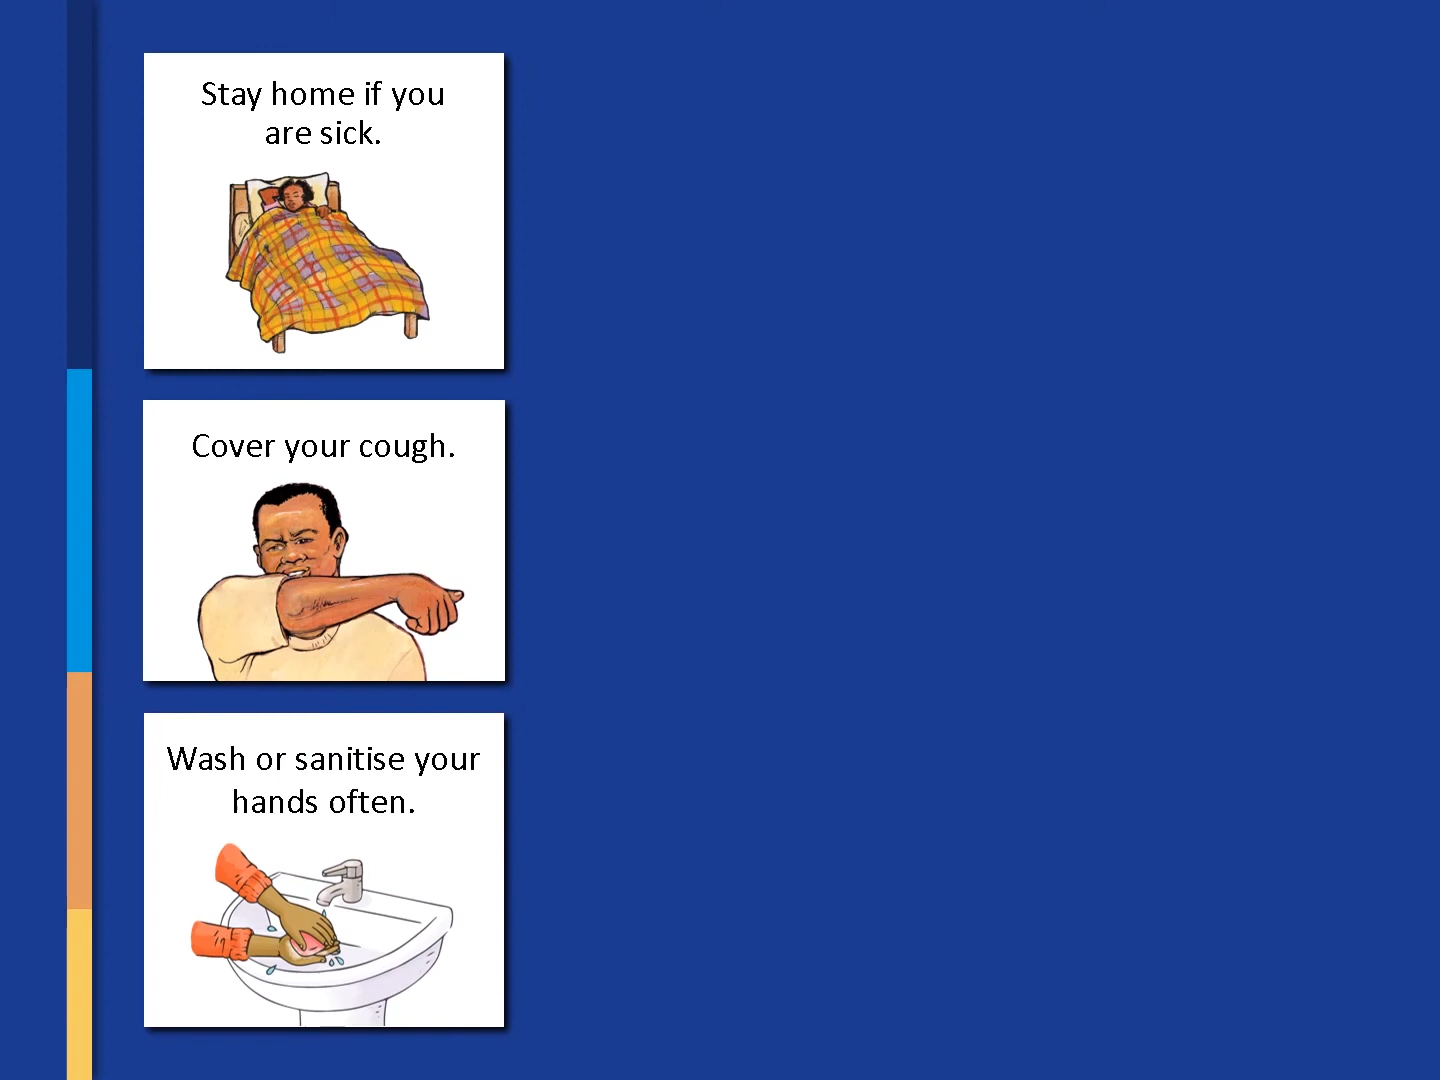 Stay home if you
are sick.
Cover your cough.
Wash or sanitise your
hands often.